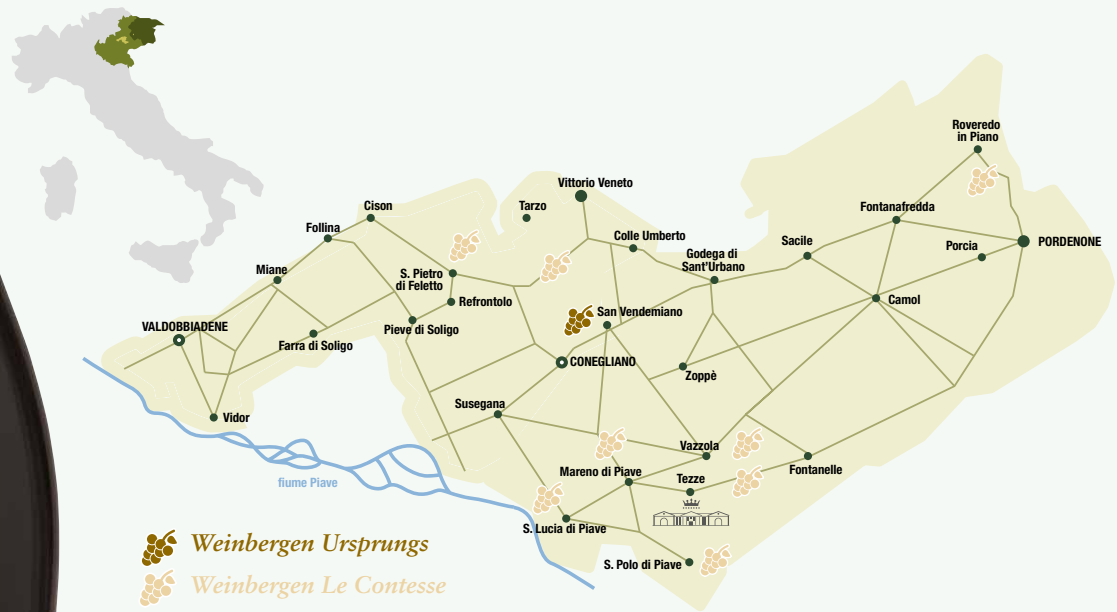 Roveredo
in Piano
Vittorio Veneto
Cison
Tarzo
Fontanafredda
Follina
Colle Umberto
Sacile
Porcia
PORDENONE
Godega di
Sant'Urbano
Miane
S. Pietro
di Feletto
Refrontolo
Camol
San Vendemiano
VALDOBBIADENE
Pieve di Soligo
Farra di Soligo
CONEGLIANO
Zoppè
Susegana
Vidor
Vazzola
Mareno di Piave
Tezze
Fontanelle
fiume Piave
S. Lucia di Piave
S. Polo di Piave
Weinbergen Ursprungs
Weinbergen Le Contesse